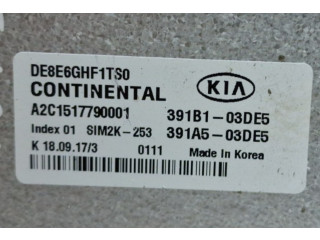 DE8E6GHF1TS0
CONTINENTAL KIA
A2C1517790001 391B1-03DE5
Index 01 SIM2K-253 391A5-03DE5
K 18.09.17/3 0111 Made In Korea